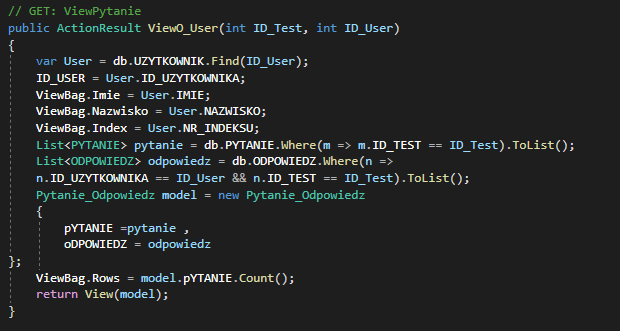 // GET: ViewPytanie
public ActionResult ViewO_User(int ID_Test, int ID_User)
{
var User = db.UZYTKOWNIK.Find(ID_User);
ID_USER = User.ID_UZYTKOWNIKA;
ViewBag.Imie = User.IMIE;
ViewBag.Nazwisko = User.NAZWISKO;
ViewBag.Index = User.NR_INDEKSU;
List<PYTANIE> pytanie = db.PYTANIE.Where(m => m.ID_TEST == ID_Test).ToList();
List<ODPOWIEDZ> odpowiedz = db.ODPOWIEDZ.Where(n =>
n.ID_UZYTKOWNIKA == ID_User && n.ID_TEST == ID_Test).ToList();
Pytanie_Odpowiedz model = new Pytanie_Odpowiedz
{
pYTANIE =pytanie ,
oDPOWIEDZ = odpowiedz
};
ViewBag.Rows = model.pYTANIE.Count();
return View(model);
}